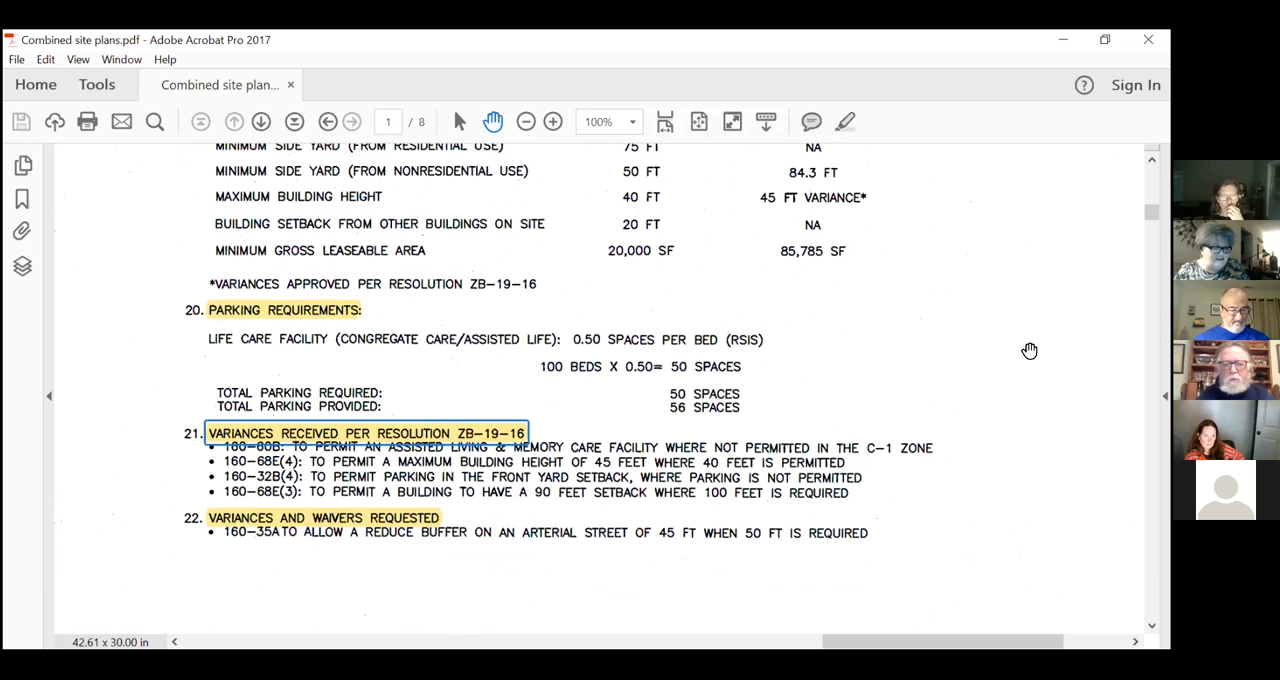 Combined site plans.pdf - Adobe Acrobat Pro 2017
File Edit View Window Help
Home Tools Combined site plan... × ? Sign In
1 / 8 100%
MINIMUM SIDE YARD (FROM RESIDENTIAL USE) 75 FT NA
MINIMUM SIDE YARD (FROM NONRESIDENTIAL USE) 50 FT 84.3 FT
MAXIMUM BUILDING HEIGHT 40 FT 45 FT VARIANCE*
BUILDING SETBACK FROM OTHER BUILDINGS ON SITE 20 FT NA
MINIMUM GROSS LEASEABLE AREA 20,000 SF 85,785 SF
*VARIANCES APPROVED PER RESOLUTION ZB-19-16
20. PARKING REQUIREMENTS:
LIFE CARE FACILITY (CONGREGATE CARE/ASSISTED LIFE): 0.50 SPACES PER BED (RSIS)
100 BEDS X 0.50= 50 SPACES
TOTAL PARKING REQUIRED: 50 SPACES
TOTAL PARKING PROVIDED: 56 SPACES
21. VARIANCES RECEIVED PER RESOLUTION ZB-19-16
• 160-60B: TO PERMIT AN ASSISTED LIVING & MEMORY CARE FACILITY WHERE NOT PERMITTED IN THE C-1 ZONE
• 160-68E(4): TO PERMIT A MAXIMUM BUILDING HEIGHT OF 45 FEET WHERE 40 FEET IS PERMITTED
• 160-32B(4): TO PERMIT PARKING IN THE FRONT YARD SETBACK, WHERE PARKING IS NOT PERMITTED
• 160-68E(3): TO PERMIT A BUILDING TO HAVE A 90 FEET SETBACK WHERE 100 FEET IS REQUIRED
22. VARIANCES AND WAIVERS REQUESTED
• 160-35A TO ALLOW A REDUCE BUFFER ON AN ARTERIAL STREET OF 45 FT WHEN 50 FT IS REQUIRED
42.61 x 30.00 in